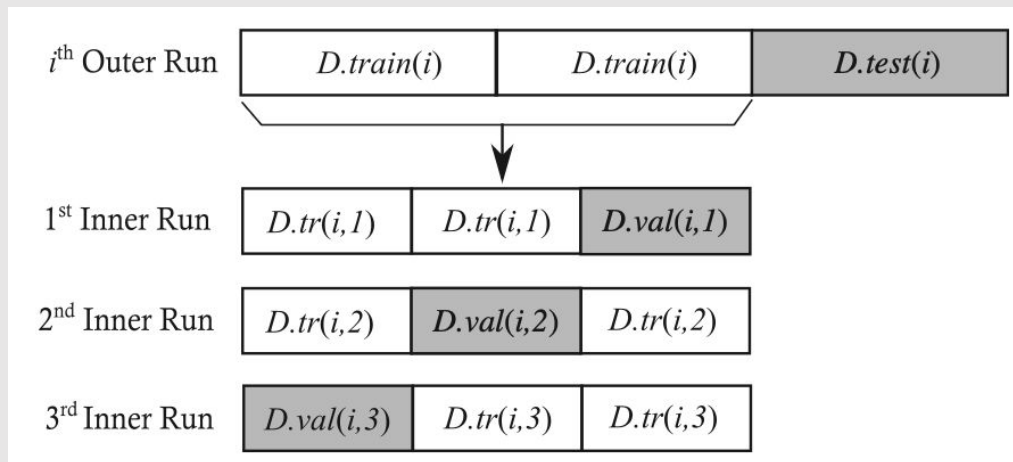 iᵗʰ Outer Run D.train(i) D.train(i) D.test(i)
1ˢᵗ Inner Run D.tr(i,1) D.tr(i,1) D.val(i,1)
2ⁿᵈ Inner Run D.tr(i,2) D.val(i,2) D.tr(i,2)
3ʳᵈ Inner Run D.val(i,3) D.tr(i,3) D.tr(i,3)